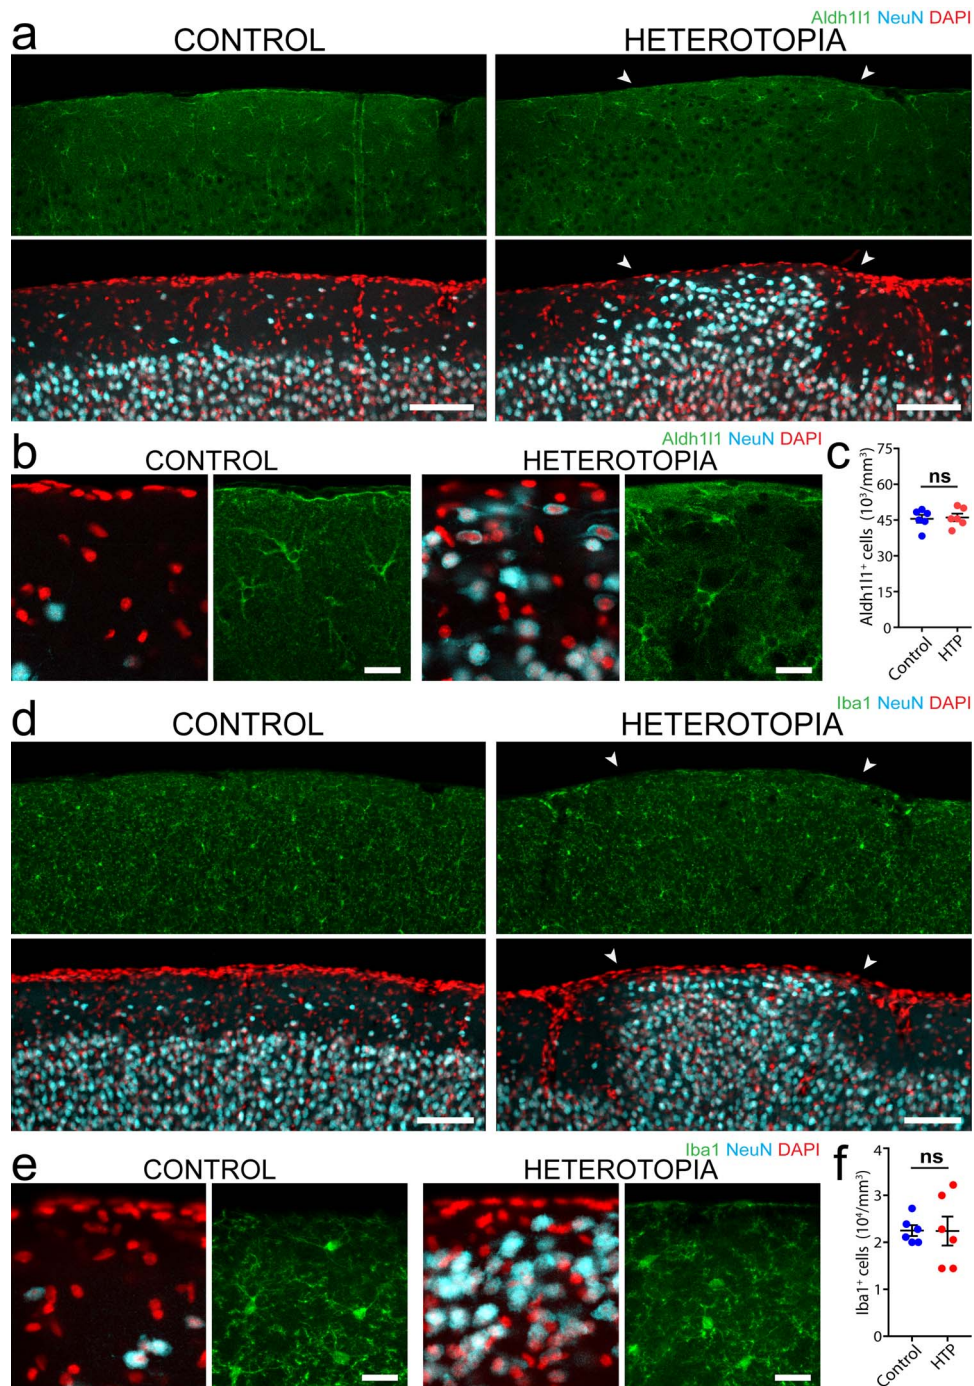 Aldh1l1 NeuN DAPI
a
CONTROL HETEROTOPIA
Aldh1l1 NeuN DAPI
b
CONTROL HETEROTOPIA
c
Aldh1l1⁺ cells (10³/mm³)
75
60
45
30
15
0
ns
Control HTP
Iba1 NeuN DAPI
d
CONTROL HETEROTOPIA
Iba1 NeuN DAPI
e
CONTROL HETEROTOPIA
f
Iba1⁺ cells (10⁴/mm³)
4
3
2
1
0
ns
Control HTP